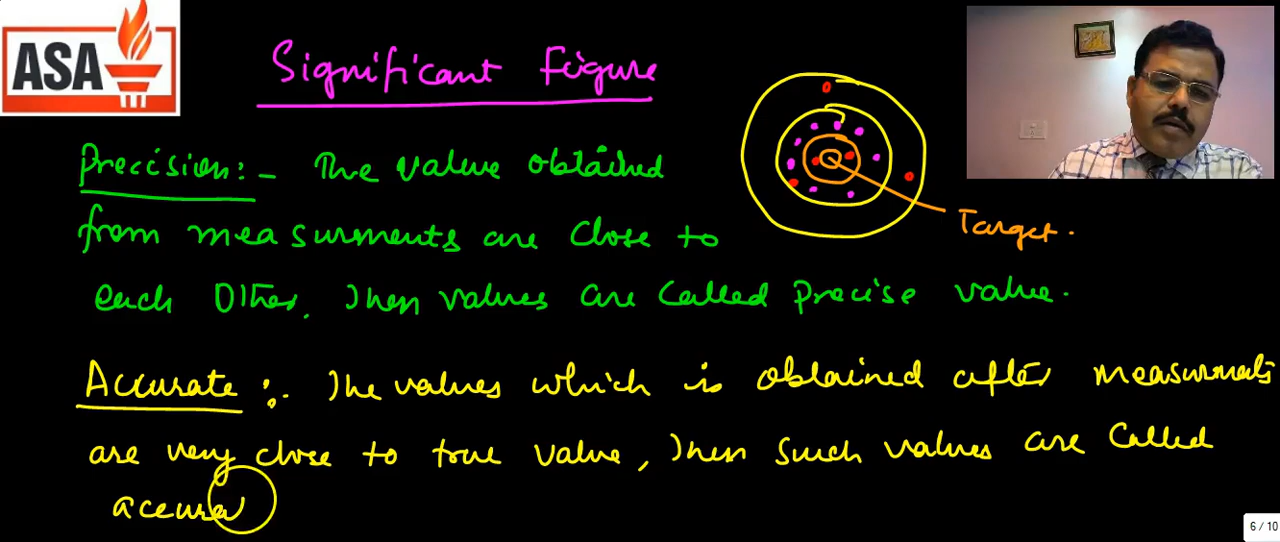 ASA
Significant Figure
Precision:- The value obtained
from measurments are close to
each other, then values are called precise value.
Target.
Accurate :- The values which is obtained after measurments
are very close to true value, then such values are called
accura
6 / 10